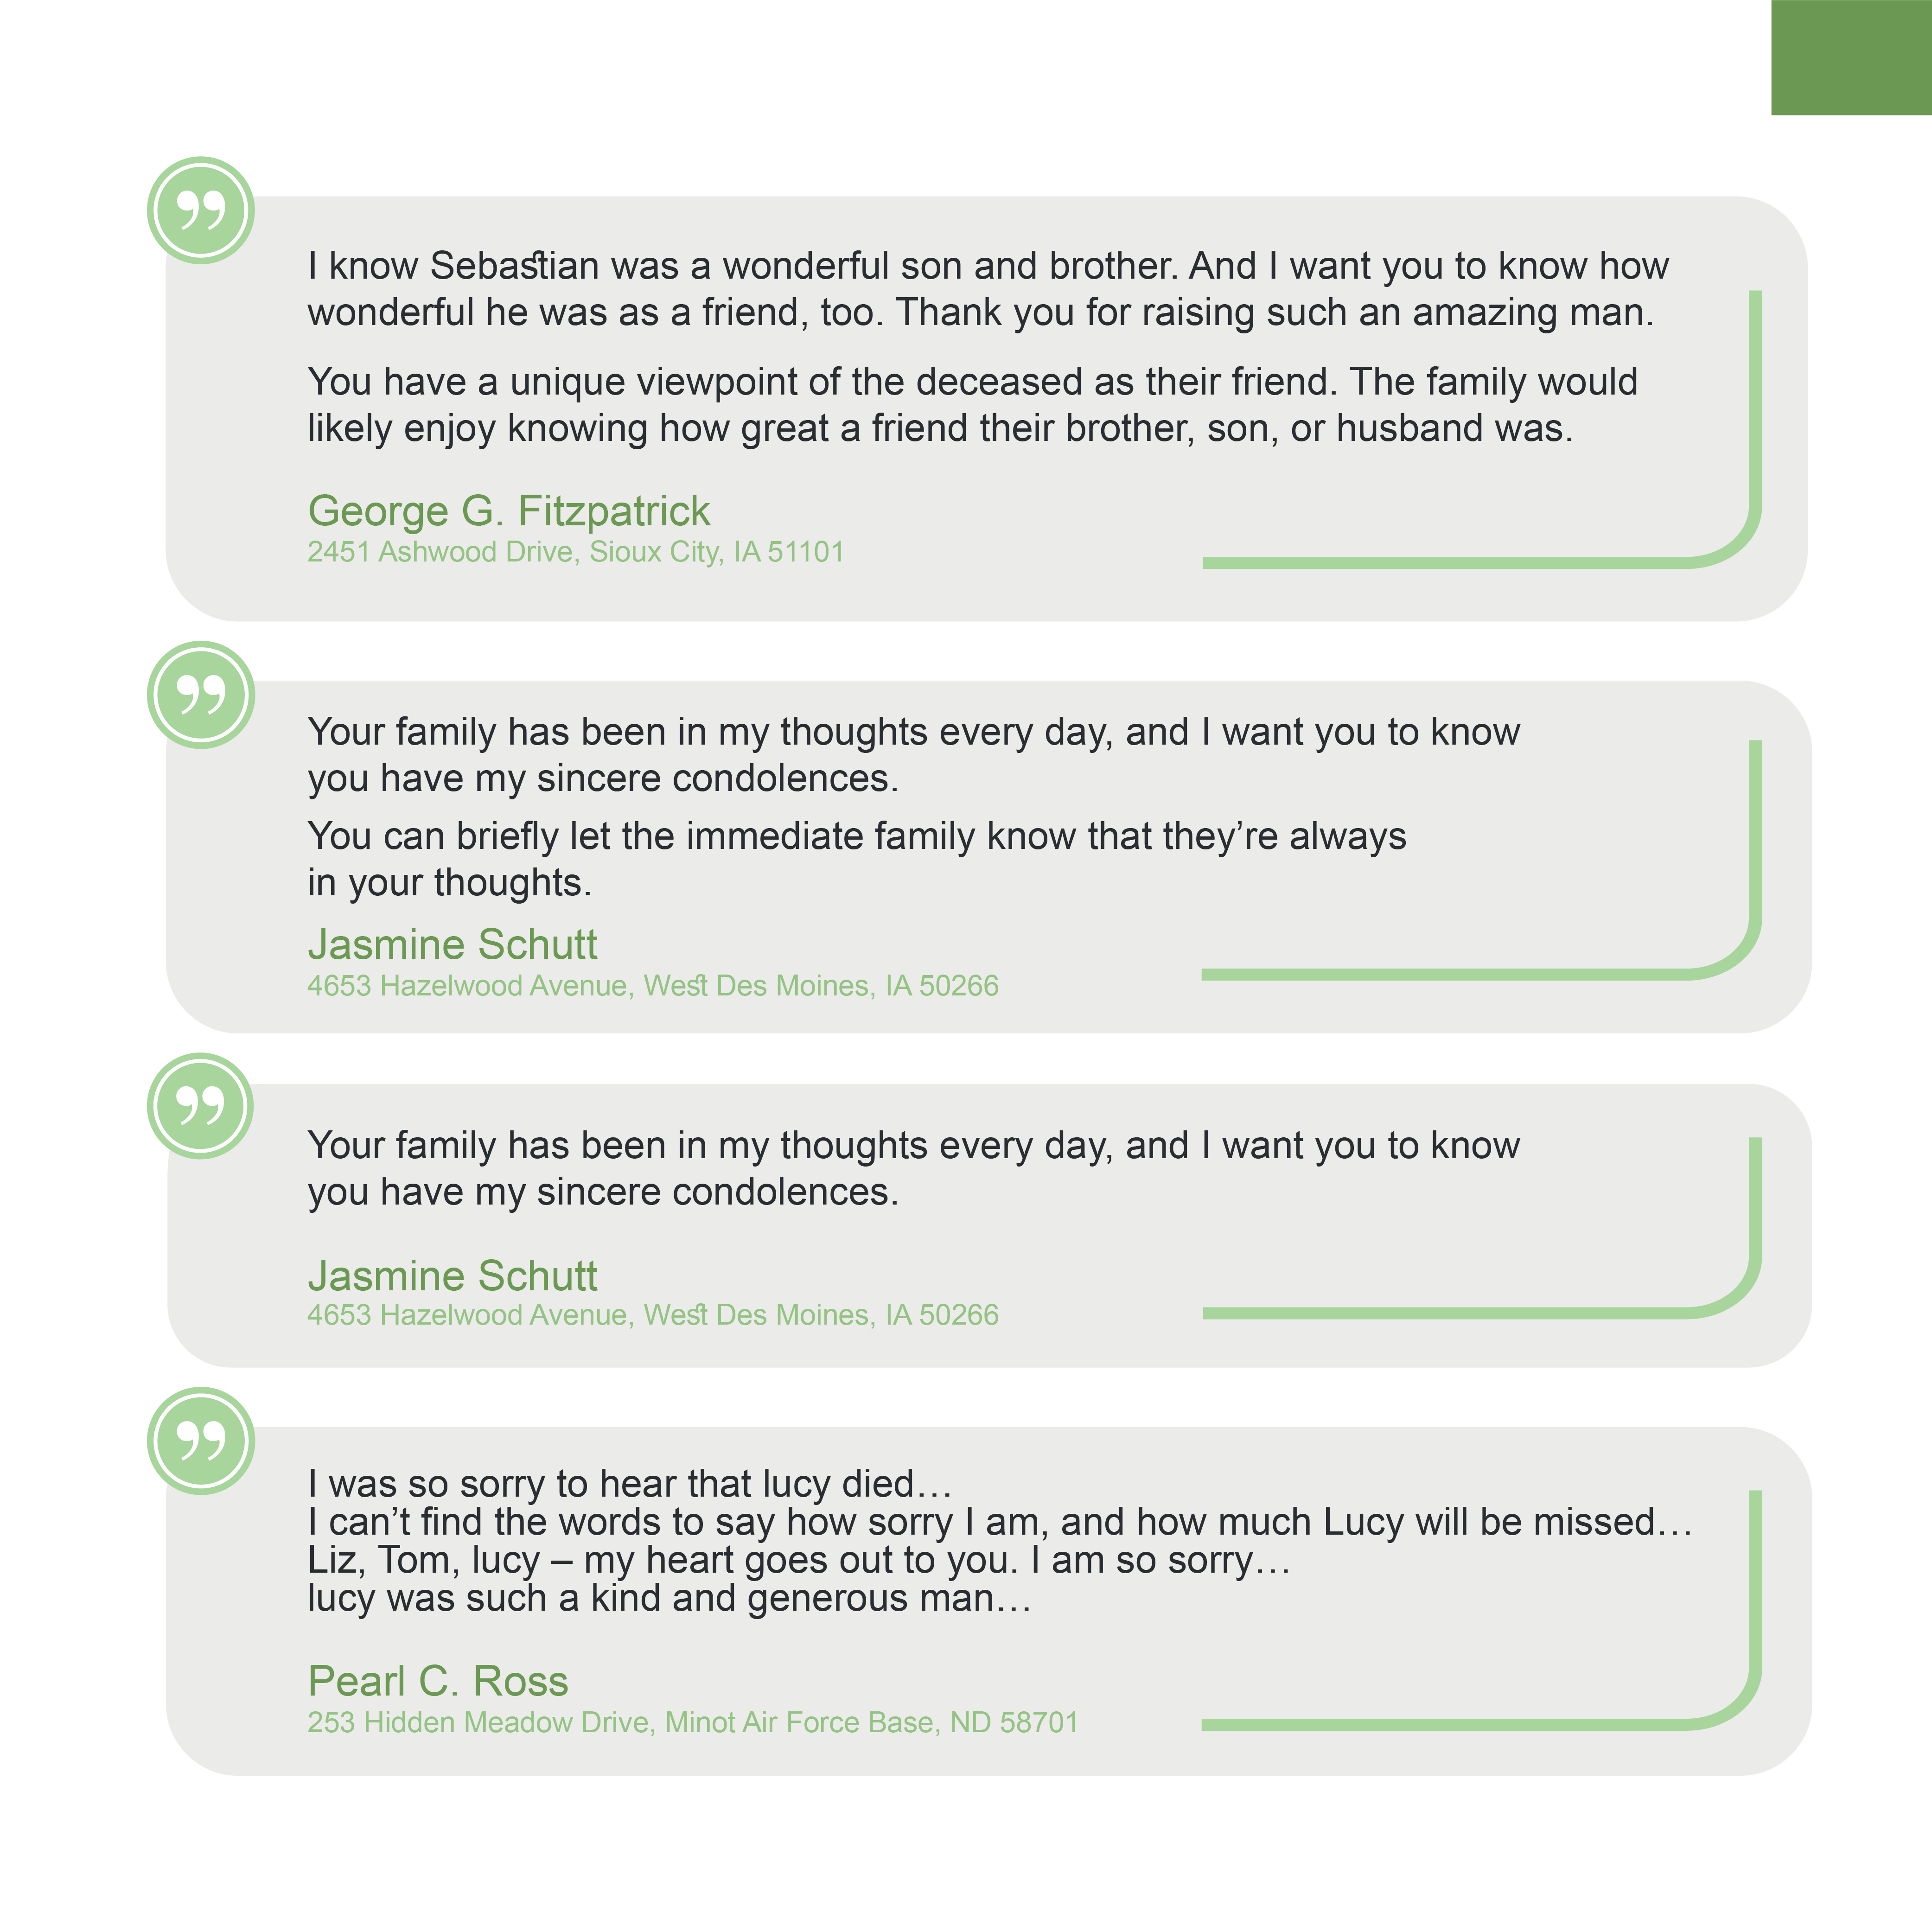 I know Sebastian was a wonderful son and brother. And I want you to know how
wonderful he was as a friend, too. Thank you for raising such an amazing man.
You have a unique viewpoint of the deceased as their friend. The family would
likely enjoy knowing how great a friend their brother, son, or husband was.
George G. Fitzpatrick
2451 Ashwood Drive, Sioux City, IA 51101
Your family has been in my thoughts every day, and I want you to know
you have my sincere condolences.
You can briefly let the immediate family know that they’re always
in your thoughts.
Jasmine Schutt
4653 Hazelwood Avenue, West Des Moines, IA 50266
Your family has been in my thoughts every day, and I want you to know
you have my sincere condolences.
Jasmine Schutt
4653 Hazelwood Avenue, West Des Moines, IA 50266
I was so sorry to hear that lucy died…
I can’t find the words to say how sorry I am, and how much Lucy will be missed…
Liz, Tom, lucy – my heart goes out to you. I am so sorry…
lucy was such a kind and generous man…
Pearl C. Ross
253 Hidden Meadow Drive, Minot Air Force Base, ND 58701